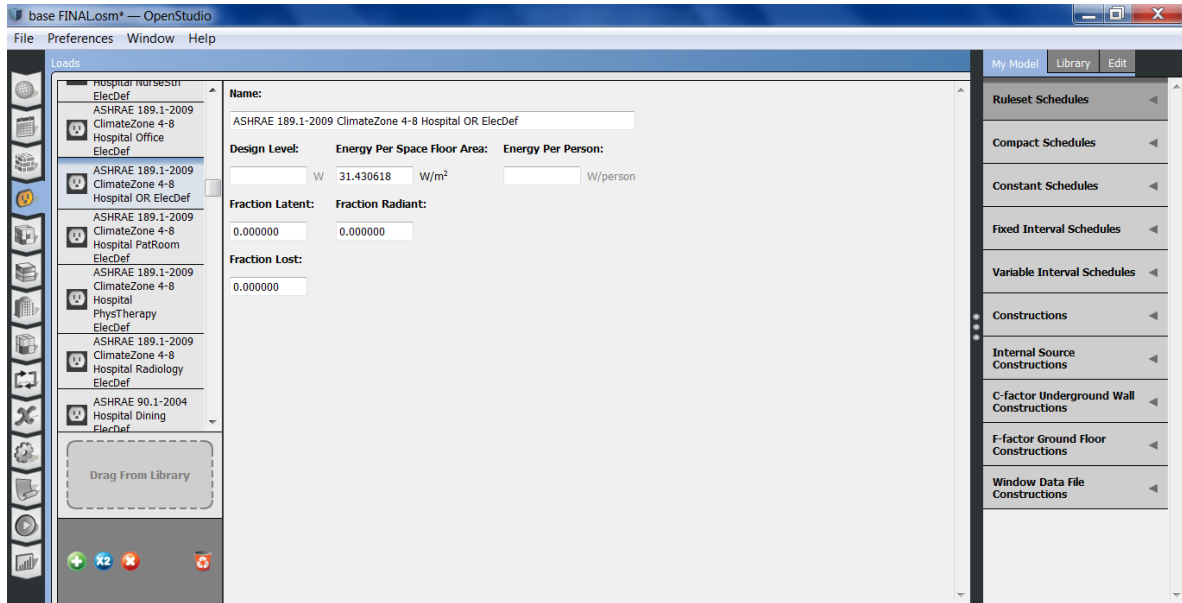 base FINAL.osm* — OpenStudio
File Preferences Window Help
Loads
My Model Library Edit
Hospital NurseStn
ElecDef
ASHRAE 189.1-2009
ClimateZone 4-8
Hospital Office
ElecDef
ASHRAE 189.1-2009
ClimateZone 4-8
Hospital OR ElecDef
ASHRAE 189.1-2009
ClimateZone 4-8
Hospital PatRoom
ElecDef
ASHRAE 189.1-2009
ClimateZone 4-8
Hospital
PhysTherapy
ElecDef
ASHRAE 189.1-2009
ClimateZone 4-8
Hospital Radiology
ElecDef
ASHRAE 90.1-2004
Hospital Dining
ElecDef
Drag From Library
X2
Name:
ASHRAE 189.1-2009 ClimateZone 4-8 Hospital OR ElecDef
Design Level: Energy Per Space Floor Area: Energy Per Person:
W 31.430618 W/m² W/person
Fraction Latent: Fraction Radiant:
0.000000 0.000000
Fraction Lost:
0.000000
Ruleset Schedules
Compact Schedules
Constant Schedules
Fixed Interval Schedules
Variable Interval Schedules
Constructions
Internal Source
Constructions
C-factor Underground Wall
Constructions
F-factor Ground Floor
Constructions
Window Data File
Constructions